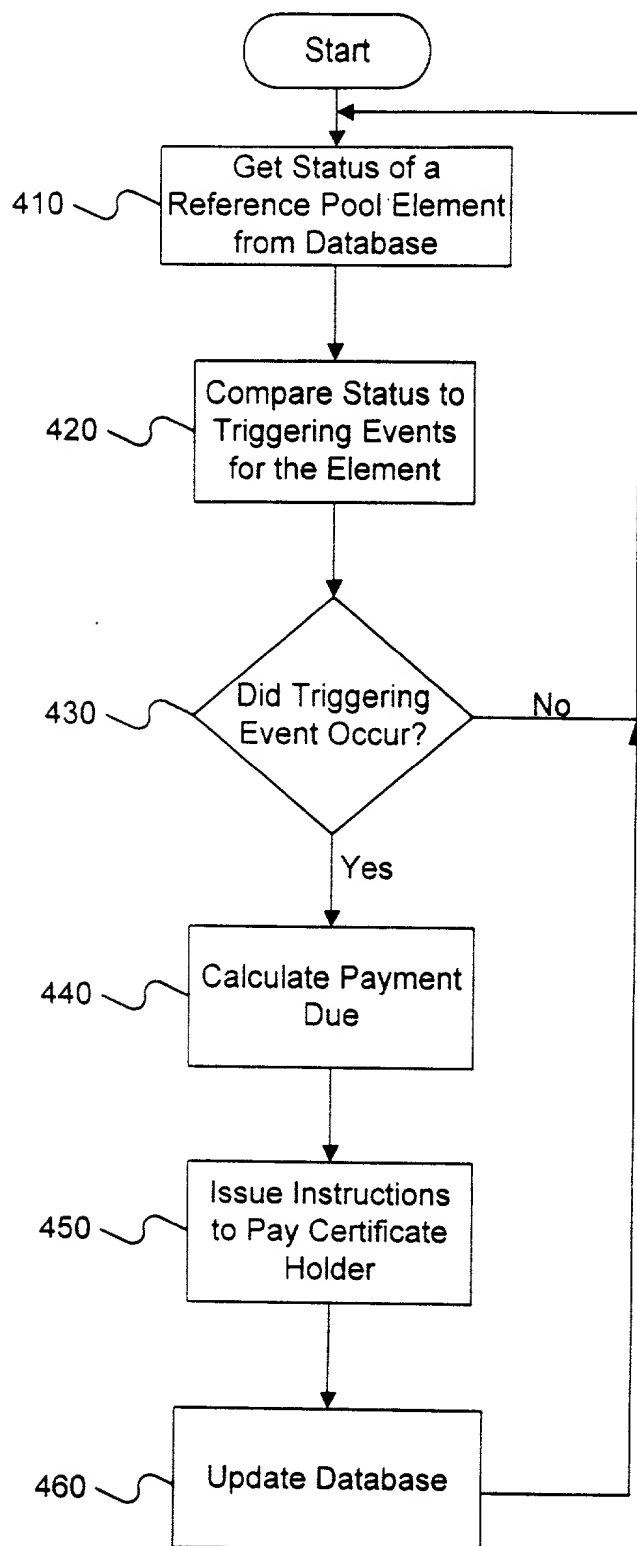 Start
410
Get Status of a
Reference Pool Element
from Database
420
Compare Status to
Triggering Events
for the Element
430
Did Triggering
Event Occur?
No
Yes
440
Calculate Payment
Due
450
Issue Instructions
to Pay Certificate
Holder
460
Update Database